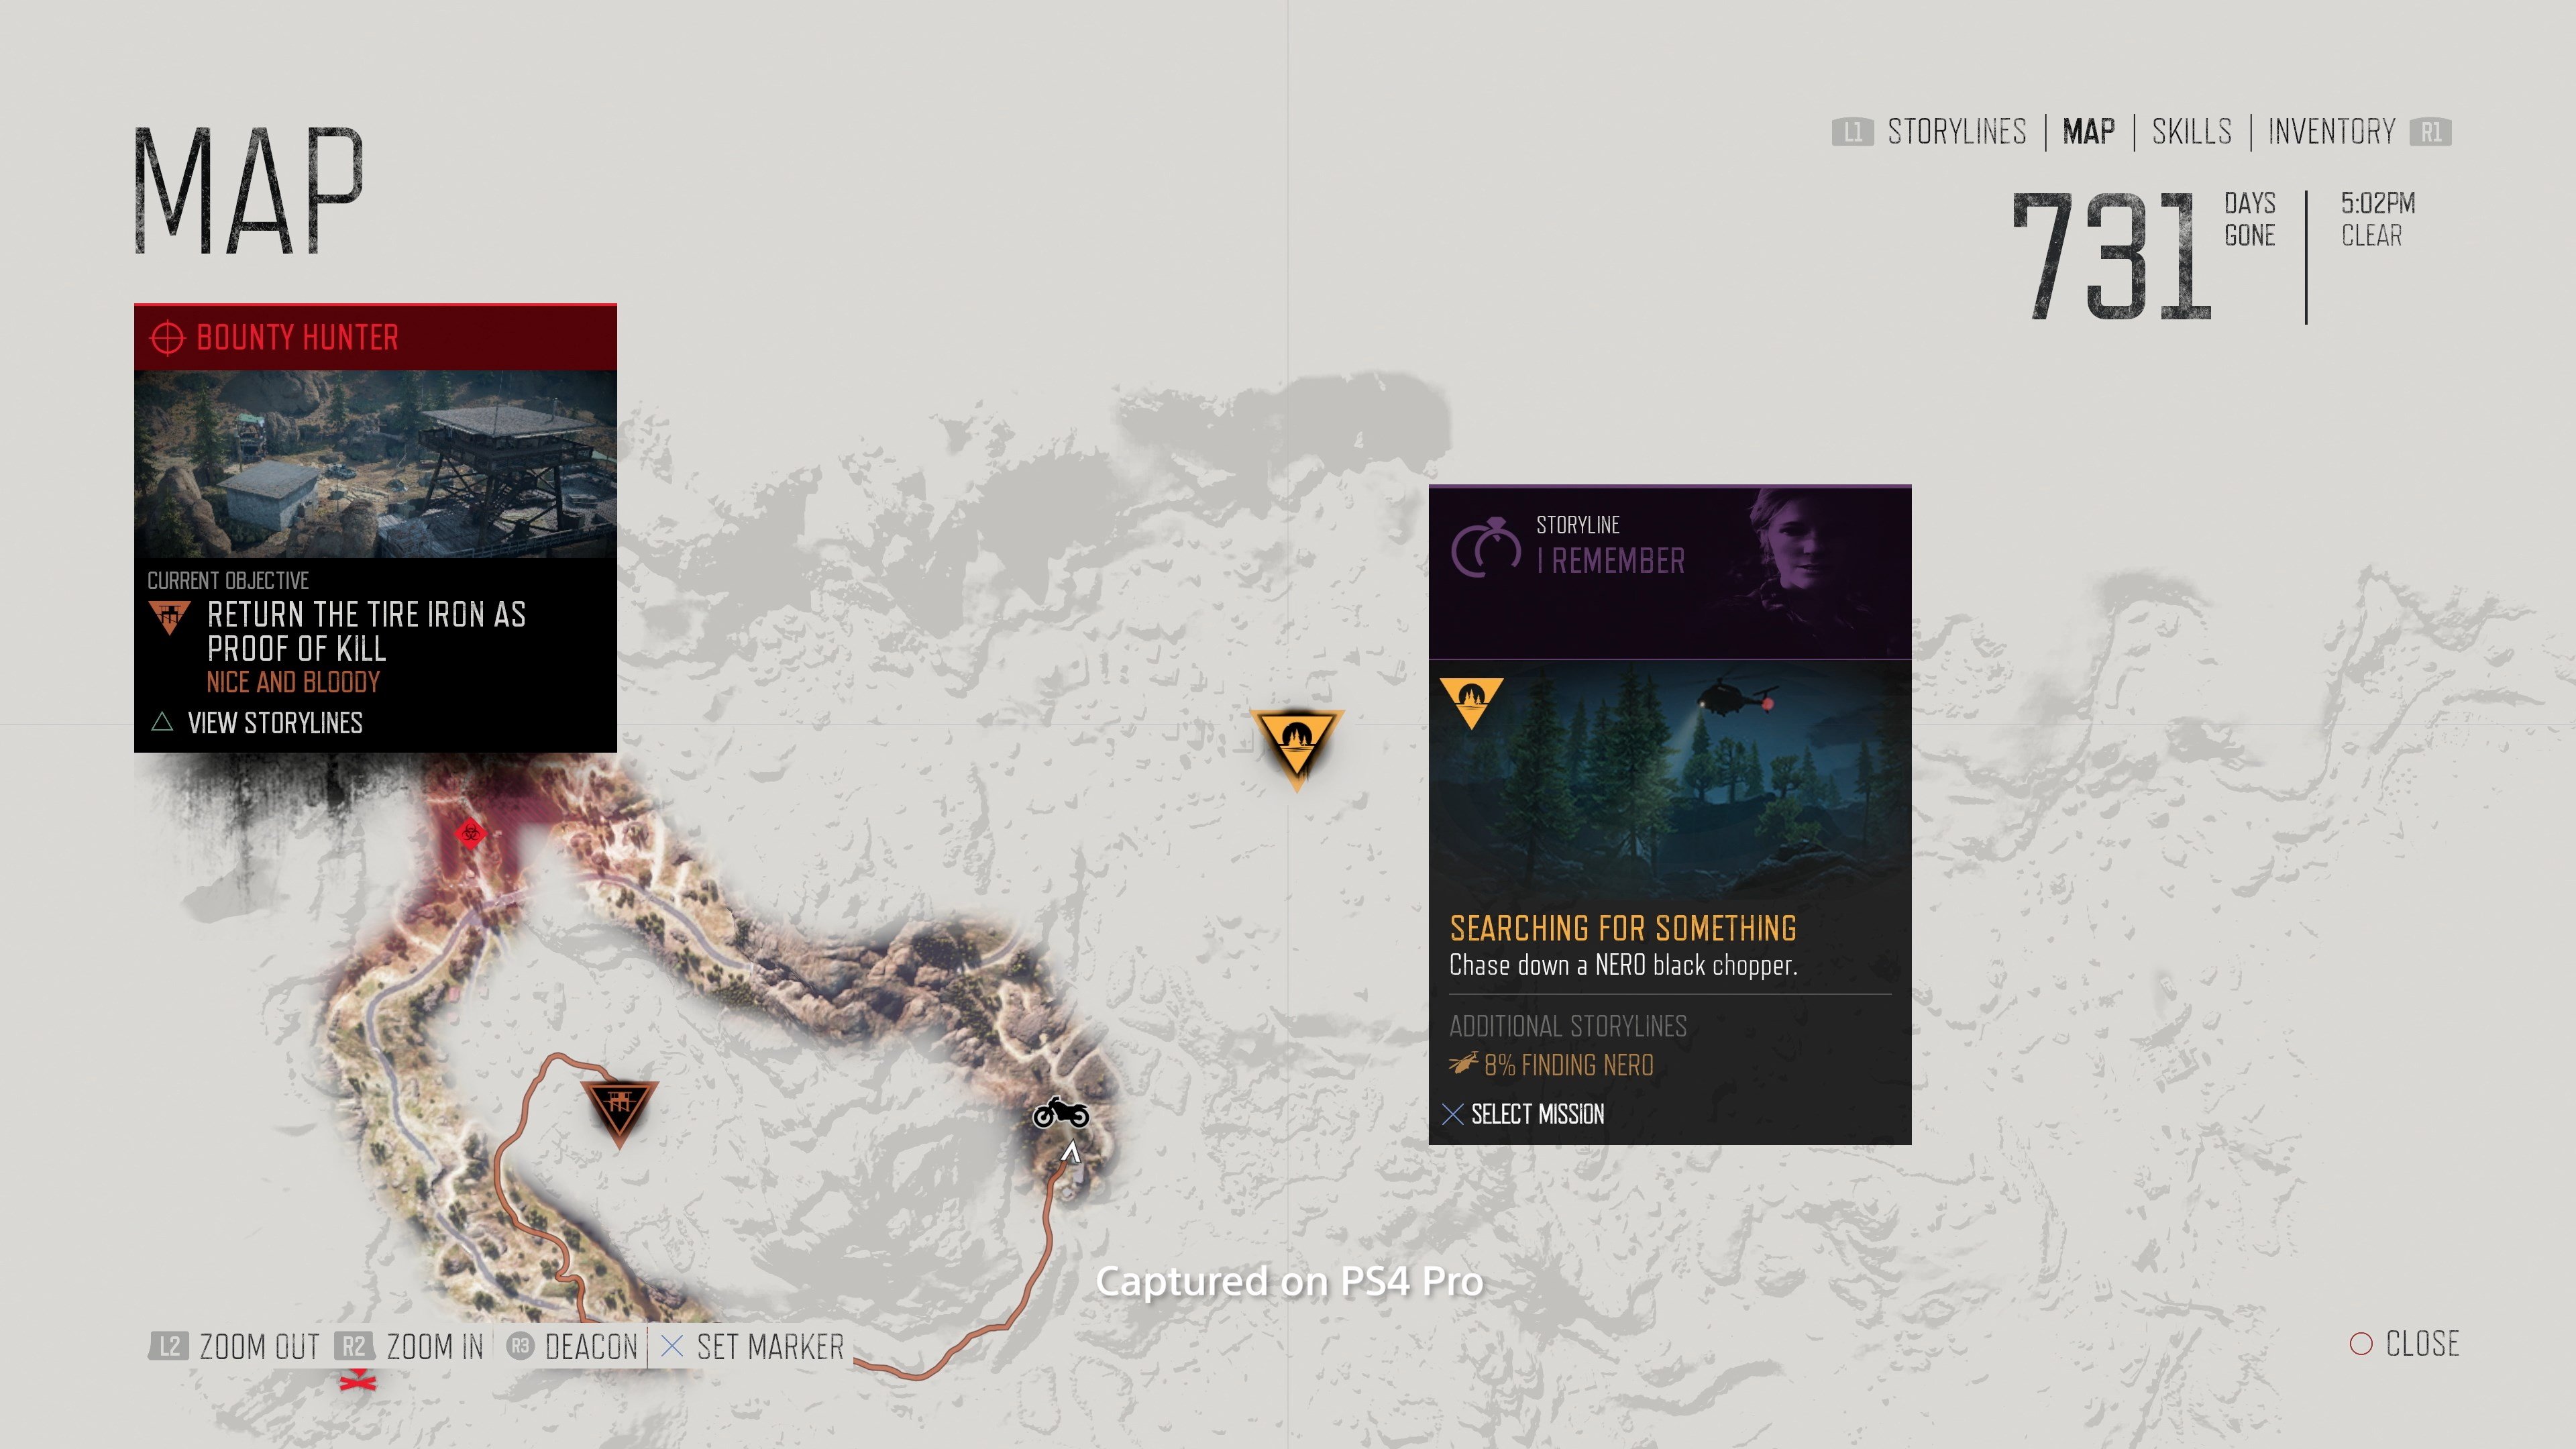 MAP
L1 STORYLINES | MAP | SKILLS | INVENTORY R1
731 DAYS GONE
5:02PM
CLEAR
BOUNTY HUNTER
CURRENT OBJECTIVE
RETURN THE TIRE IRON AS
PROOF OF KILL
NICE AND BLOODY
VIEW STORYLINES
STORYLINE
I REMEMBER
SEARCHING FOR SOMETHING
Chase down a NERO black chopper.
ADDITIONAL STORYLINES
8% FINDING NERO
SELECT MISSION
Captured on PS4 Pro
L2 ZOOM OUT R2 ZOOM IN R3 DEACON | SET MARKER
CLOSE